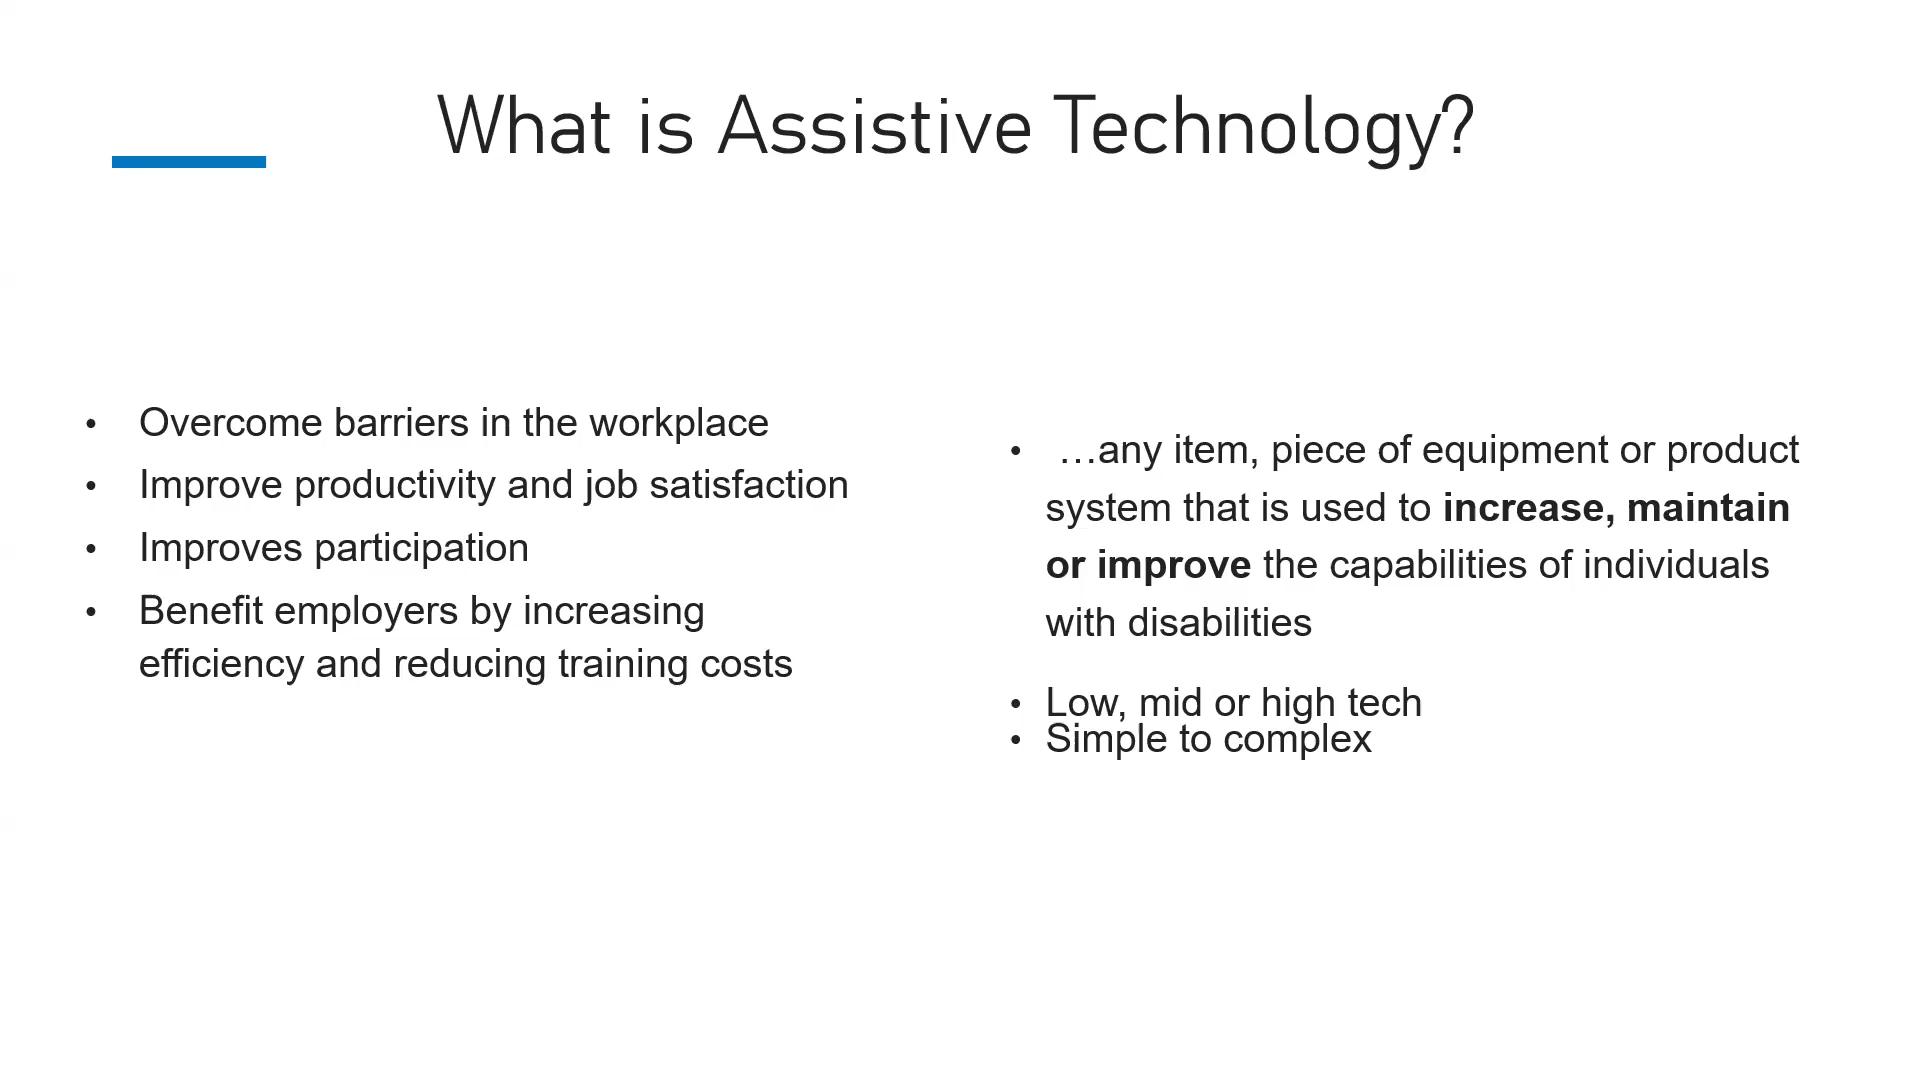 What is Assistive Technology?
• Overcome barriers in the workplace
• Improve productivity and job satisfaction
• Improves participation
• Benefit employers by increasing
efficiency and reducing training costs
• …any item, piece of equipment or product
system that is used to increase, maintain
or improve the capabilities of individuals
with disabilities
• Low, mid or high tech
• Simple to complex